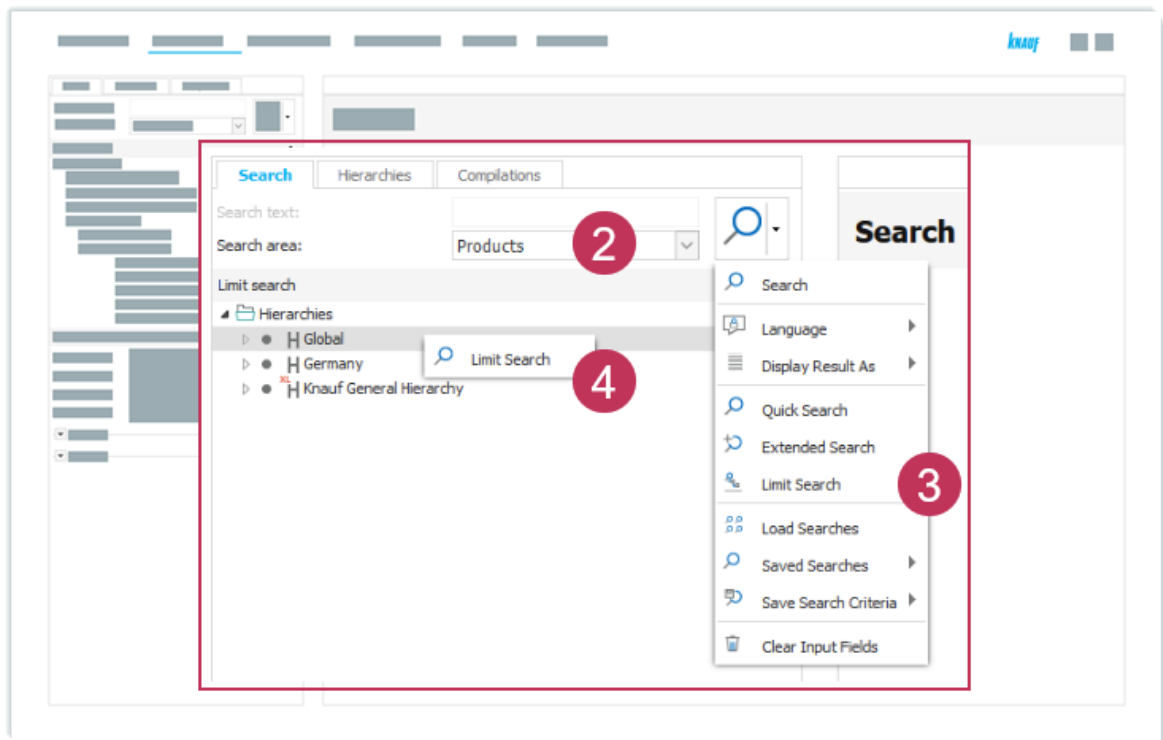 knauf
Search Hierarchies Compilations
Search text:
Search area: Products 2
Search
Limit search
Hierarchies
H Global
H Germany
XL H Knauf General Hierarchy
Limit Search
4
Search
Language
Display Result As
Quick Search
Extended Search
Limit Search
3
Load Searches
Saved Searches
Save Search Criteria
Clear Input Fields